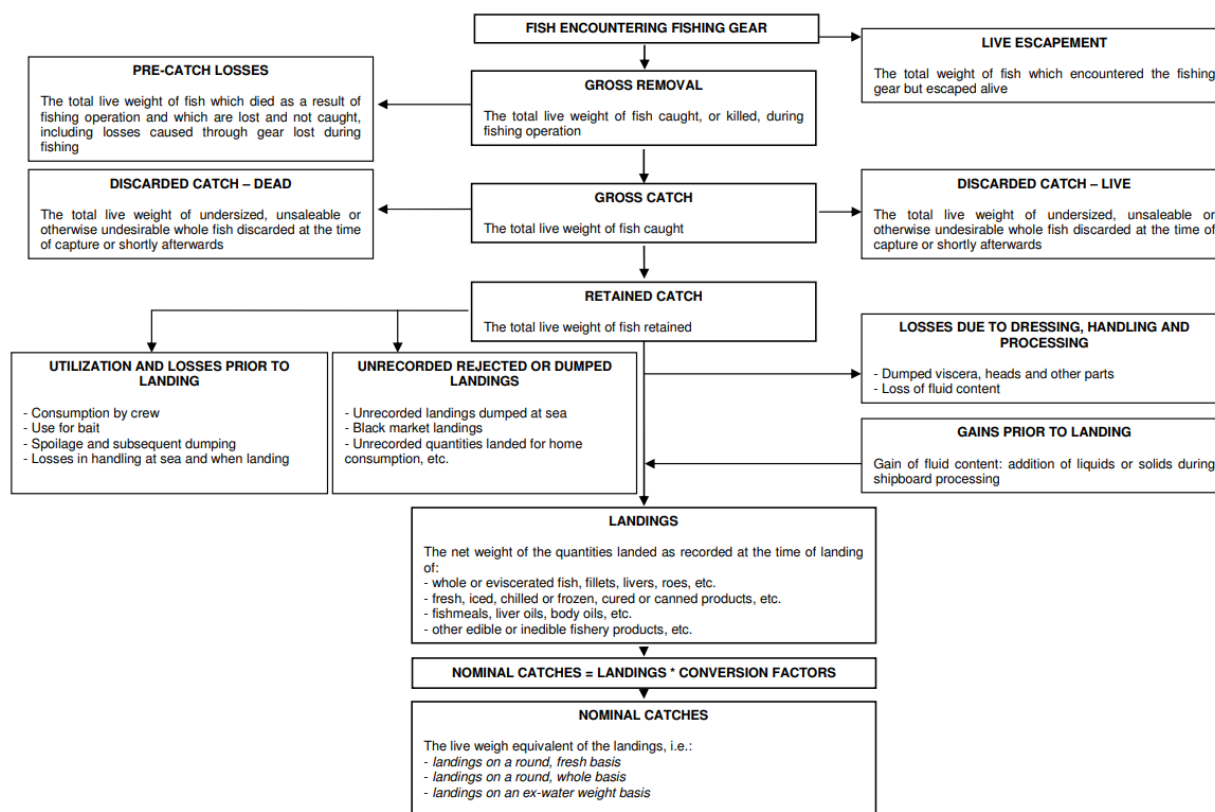 FISH ENCOUNTERING FISHING GEAR
LIVE ESCAPEMENT
The total weight of fish which encountered the fishing
gear but escaped alive
PRE-CATCH LOSSES
The total live weight of fish which died as a result of
fishing operation and which are lost and not caught,
including losses caused through gear lost during
fishing
GROSS REMOVAL
The total live weight of fish caught, or killed, during
fishing operation
DISCARDED CATCH – DEAD
The total live weight of undersized, unsaleable or
otherwise undesirable whole fish discarded at the time
of capture or shortly afterwards
GROSS CATCH
The total live weight of fish caught
DISCARDED CATCH – LIVE
The total live weight of undersized, unsaleable or
otherwise undesirable whole fish discarded at the time of
capture or shortly afterwards
RETAINED CATCH
The total live weight of fish retained
LOSSES DUE TO DRESSING, HANDLING AND
PROCESSING
- Dumped viscera, heads and other parts
- Loss of fluid content
UTILIZATION AND LOSSES PRIOR TO
LANDING
- Consumption by crew
- Use for bait
- Spoilage and subsequent dumping
- Losses in handling at sea and when landing
UNRECORDED REJECTED OR DUMPED
LANDINGS
- Unrecorded landings dumped at sea
- Black market landings
- Unrecorded quantities landed for home
consumption, etc.
GAINS PRIOR TO LANDING
Gain of fluid content: addition of liquids or solids during
shipboard processing
LANDINGS
The net weight of the quantities landed as recorded at the time of landing
of:
- whole or eviscerated fish, fillets, livers, roes, etc.
- fresh, iced, chilled or frozen, cured or canned products, etc.
- fishmeals, liver oils, body oils, etc.
- other edible or inedible fishery products, etc.
NOMINAL CATCHES = LANDINGS * CONVERSION FACTORS
NOMINAL CATCHES
The live weigh equivalent of the landings, i.e.:
- landings on a round, fresh basis
- landings on a round, whole basis
- landings on an ex-water weight basis